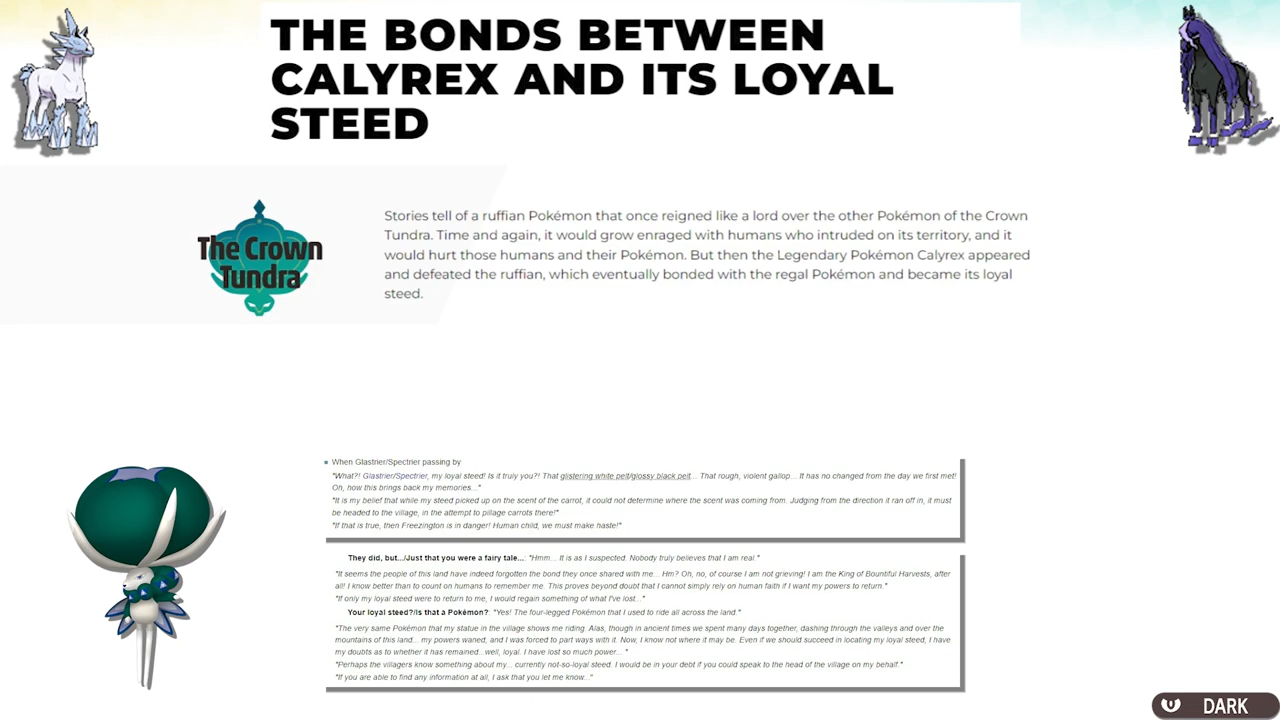 THE BONDS BETWEEN
CALYREX AND ITS LOYAL
STEED
The Crown
Tundra
Stories tell of a ruffian Pokémon that once reigned like a lord over the other Pokémon of the Crown
Tundra. Time and again, it would grow enraged with humans who intruded on its territory, and it
would hurt those humans and their Pokémon. But then the Legendary Pokémon Calyrex appeared
and defeated the ruffian, which eventually bonded with the regal Pokémon and became its loyal
steed.
When Glastrier/Spectrier passing by
"What?! Glastrier/Spectrier, my loyal steed! Is it truly you?! That glistering white pelt/glossy black pelt... That rough, violent gallop... It has no changed from the day we first met!
Oh, how this brings back my memories..."
"It is my belief that while my steed picked up on the scent of the carrot, it could not determine where the scent was coming from. Judging from the direction it ran off in, it must
be headed to the village, in the attempt to pillage carrots there!"
"If that is true, then Freezington is in danger! Human child, we must make haste!"
They did, but.../Just that you were a fairy tale...: "Hmm... It is as I suspected. Nobody truly believes that I am real."
"It seems the people of this land have indeed forgotten the bond they once shared with me... Hm? Oh, no, of course I am not grieving! I am the King of Bountiful Harvests, after
all! I know better than to count on humans to remember me. This proves beyond doubt that I cannot simply rely on human faith if I want my powers to return."
"If only my loyal steed were to return to me, I would regain something of what I've lost..."
Your loyal steed?/Is that a Pokémon?: "Yes! The four-legged Pokémon that I used to ride all across the land."
"The very same Pokémon that my statue in the village shows me riding. Alas, though in ancient times we spent many days together, dashing through the valleys and over the
mountains of this land... my powers waned, and I was forced to part ways with it. Now, I know not where it may be. Even if we should succeed in locating my loyal steed, I have
my doubts as to whether it has remained...well, loyal. I have lost so much power... "
"Perhaps the villagers know something about my... currently not-so-loyal steed. I would be in your debt if you could speak to the head of the village on my behalf."
"If you are able to find any information at all, I ask that you let me know..."
DARK